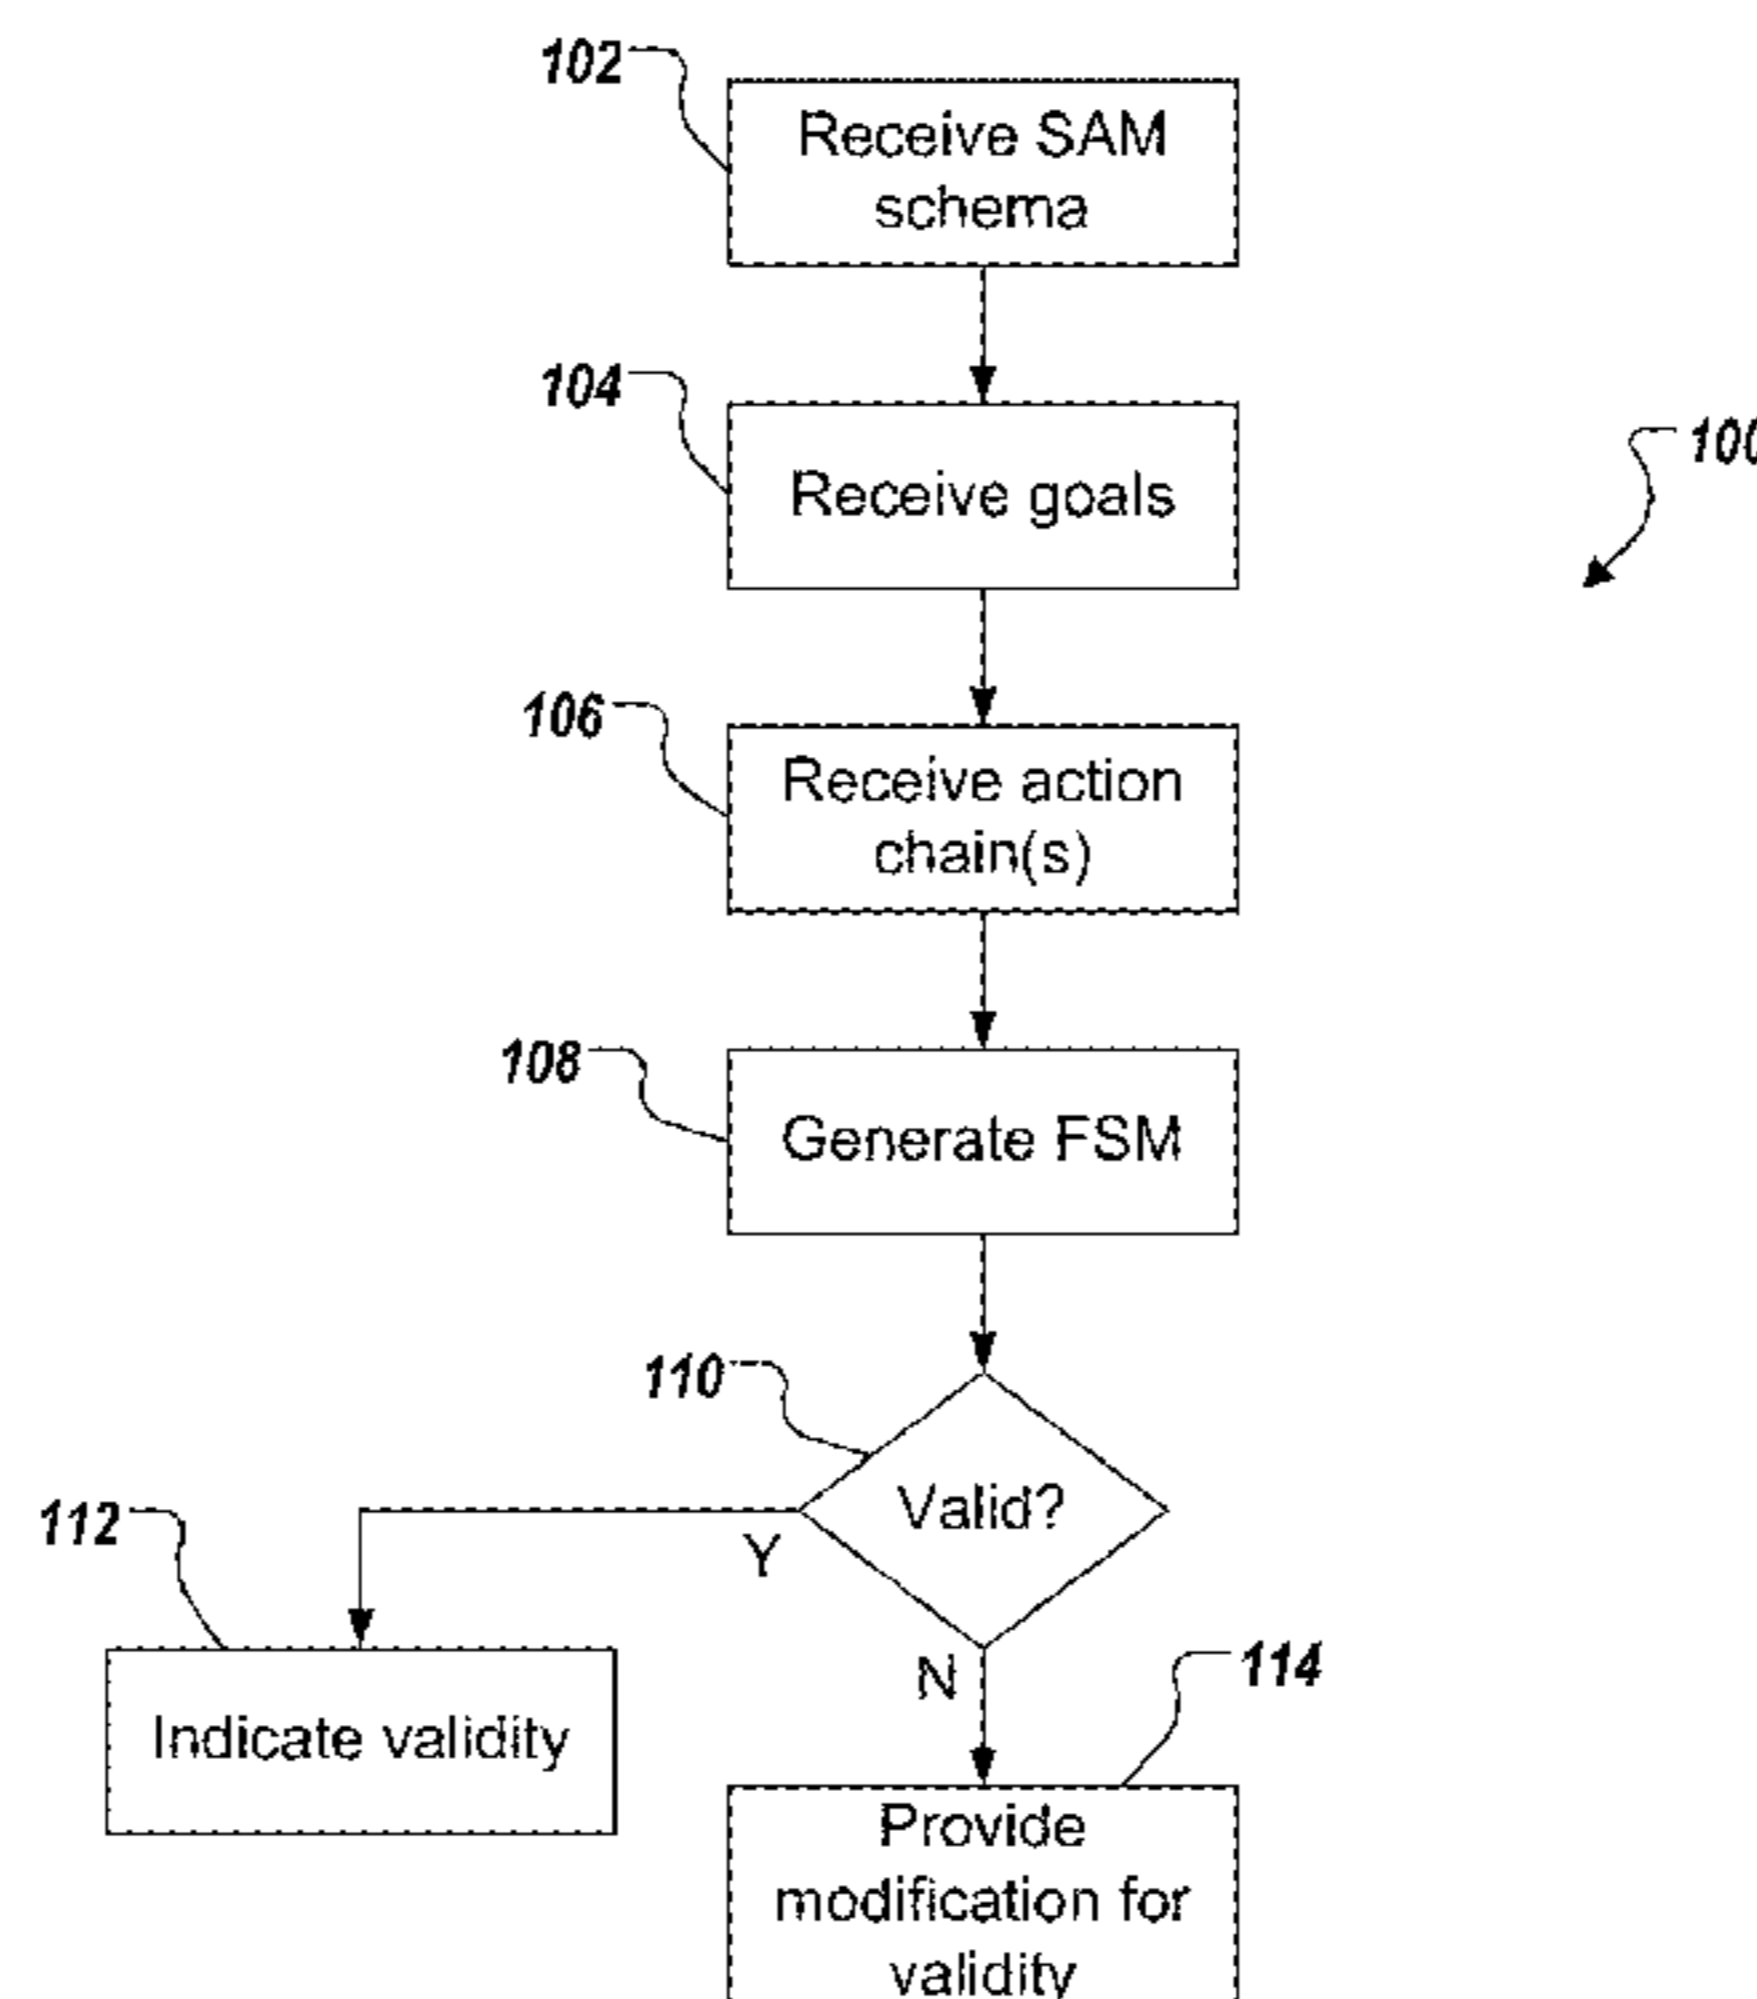 102
Receive SAM
schema
104
Receive goals
100
106
Receive action
chain(s)
108
Generate FSM
110
Valid?
Y
112
N
114
Indicate validity
Provide
modification for
validity